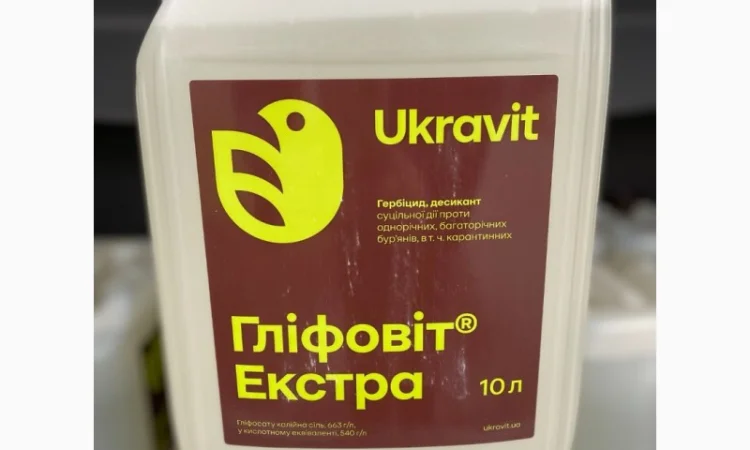 Ukravit
Гербіцид, десикант
суцільної дії проти
однорічних, багаторічних
бур'янів, в т. ч. карантинних
Гліфовіт®
Екстра
10 л
Гліфосату калійна сіль, 663 г/л,
у кислотному еквіваленті, 540 г/л
ukravit.ua